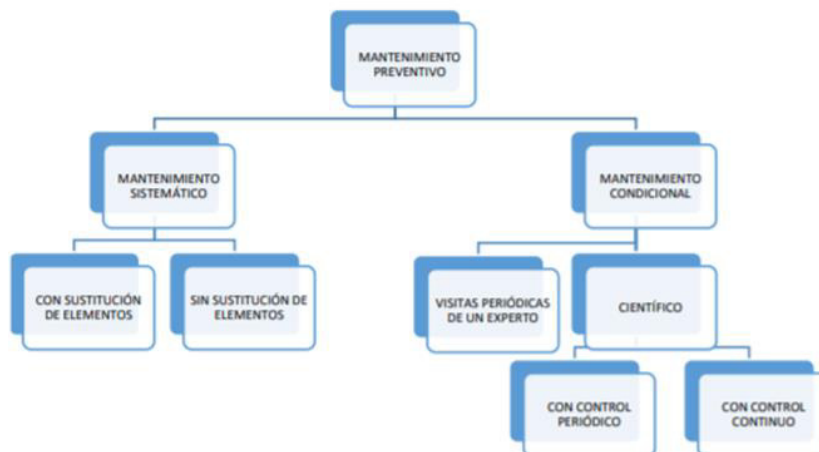 MANTENIMIENTO
PREVENTIVO
MANTENIMIENTO
SISTEMÁTICO
MANTENIMIENTO
CONDICIONAL
CON SUSTITUCIÓN
DE ELEMENTOS
SIN SUSTITUCIÓN DE
ELEMENTOS
VISITAS PERIÓDICAS
DE UN EXPERTO
CIENTÍFICO
CON CONTROL
PERIÓDICO
CON CONTROL
CONTINUO